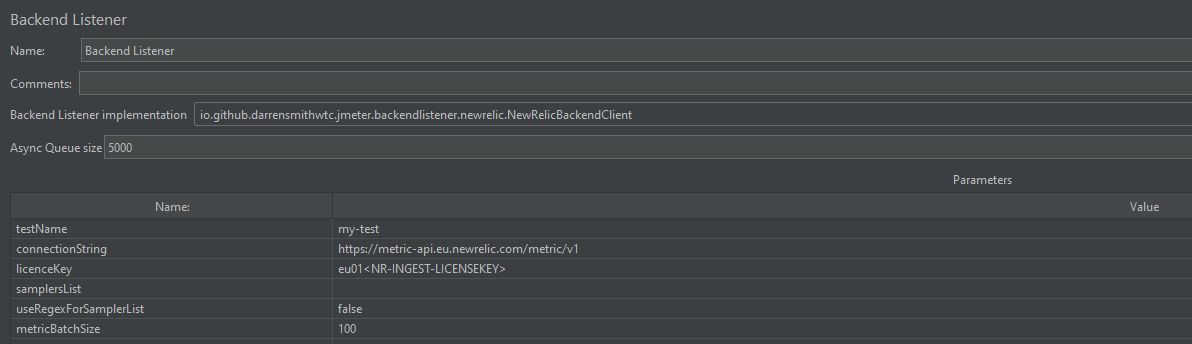 Backend Listener
Name: Backend Listener
Comments:
Backend Listener implementation io.github.darrensmithwtc.jmeter.backendlistener.newrelic.NewRelicBackendClient
Async Queue size 5000
Parameters
Name: Value
testName my-test
connectionString https://metric-api.eu.newrelic.com/metric/v1
licenceKey eu01<NR-INGEST-LICENSEKEY>
samplersList
useRegexForSamplerList false
metricBatchSize 100